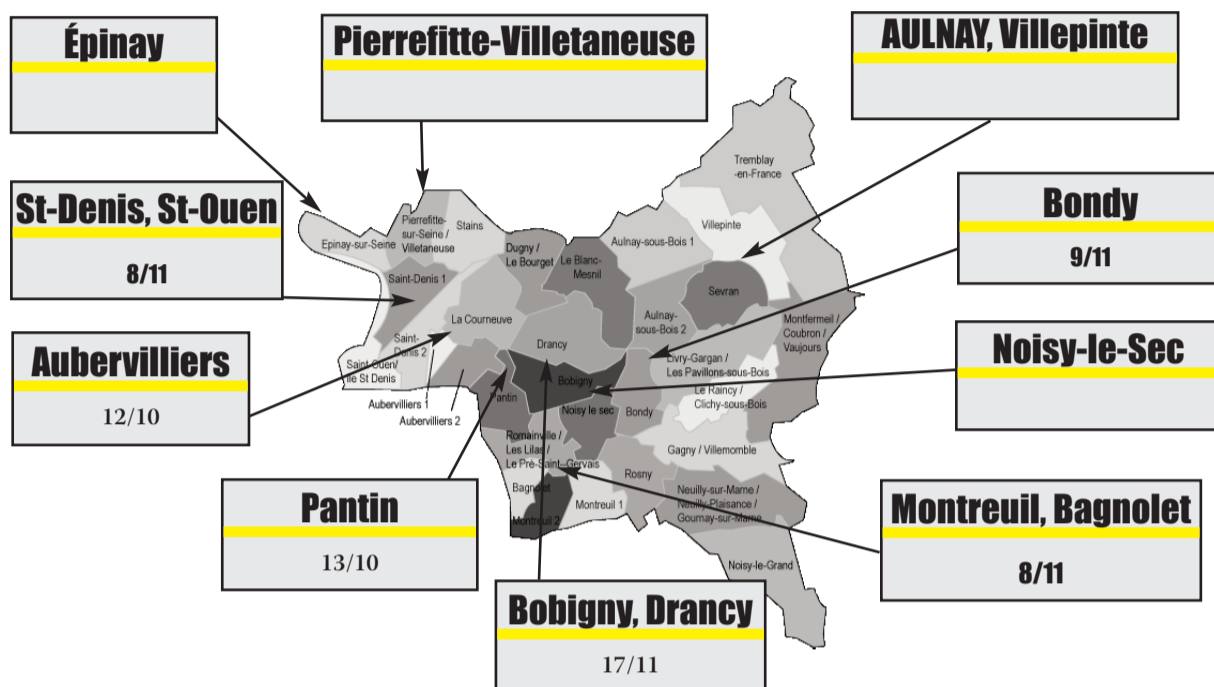 Épinay
Pierrefitte-Villetaneuse
AULNAY, Villepinte
St-Denis, St-Ouen
8/11
Bondy
9/11
Aubervilliers
12/10
Noisy-le-Sec
Pantin
13/10
Montreuil, Bagnolet
8/11
Bobigny, Drancy
17/11
Tremblay
-en-France
Villepinte
Aulnay-sous-Bois 1
Epinay-sur-Seine
Pierrefitte-
sur-Seine /
Villetaneuse
Stains
Dugny /
Le Bourget
Le Blanc-
Mesnil
Saint-Denis 1
Sevran
La Courneuve
Aulnay-
sous-Bois 2
Montfermeil /
Coubron /
Vaujours
Saint-
Denis 2
Drancy
Livry-Gargan /
Les Pavillons-sous-Bois
Saint Ouen/
Ile St Denis
Bobigny
Le Raincy /
Clichy-sous-Bois
Aubervilliers 1
Aubervilliers 2
Pantin
Noisy le sec
Bondy
Romainville /
Les Lilas /
Le Pré-Saint-Gervais
Gagny / Villemomble
Rosny
Bagnolet
Montreuil 1
Montreuil 2
Neuilly-sur-Marne /
Neuilly-Plaisance /
Gournay-sur-Marne
Noisy-le-Grand